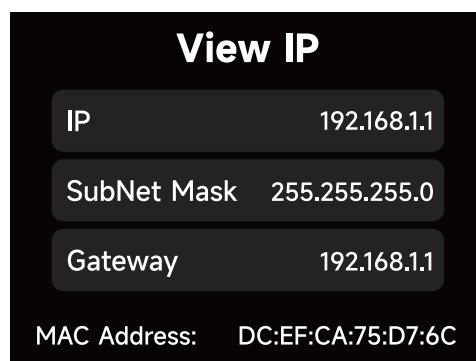 View IP
IP 192.168.1.1
SubNet Mask 255.255.255.0
Gateway 192.168.1.1
MAC Address: DC:EF:CA:75:D7:6C